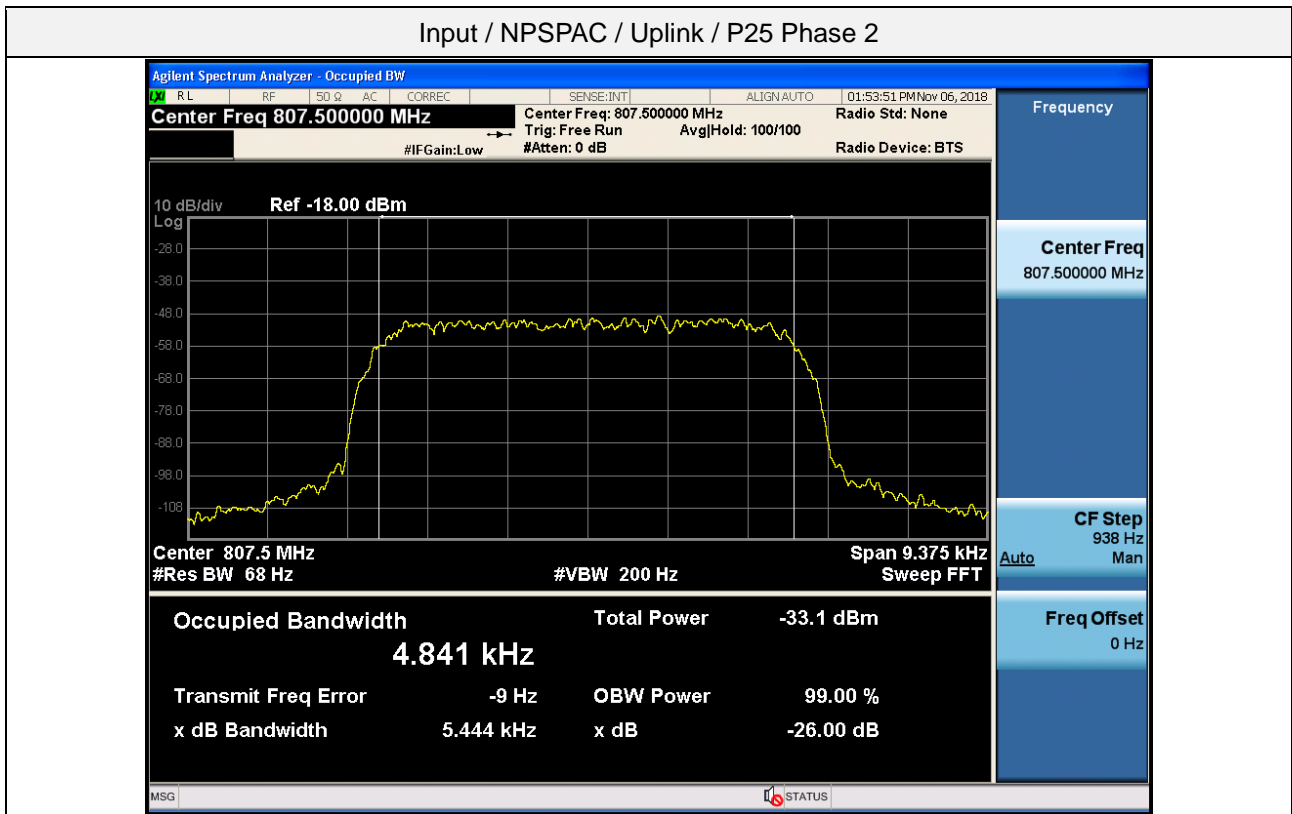 Input / NPSPAC / Uplink / P25 Phase 2
Agilent Spectrum Analyzer - Occupied BW
LXI RL RF 50 Ω AC CORREC SENSE:INT ALIGN AUTO 01:53:51 PM Nov 06, 2018
Center Freq 807.500000 MHz
Center Freq: 807.500000 MHz Radio Std: None
Trig: Free Run Avg|Hold: 100/100
#IFGain:Low #Atten: 0 dB Radio Device: BTS
Frequency
10 dB/div Ref -18.00 dBm
Log
-28.0
-38.0
-48.0
-58.0
-68.0
-78.0
-88.0
-98.0
-108
Center 807.5 MHz Span 9.375 kHz
#Res BW 68 Hz #VBW 200 Hz Sweep FFT
Center Freq
807.500000 MHz
CF Step
938 Hz
Auto Man
Freq Offset
0 Hz
Occupied Bandwidth Total Power -33.1 dBm
4.841 kHz
Transmit Freq Error -9 Hz OBW Power 99.00 %
x dB Bandwidth 5.444 kHz x dB -26.00 dB
MSG STATUS